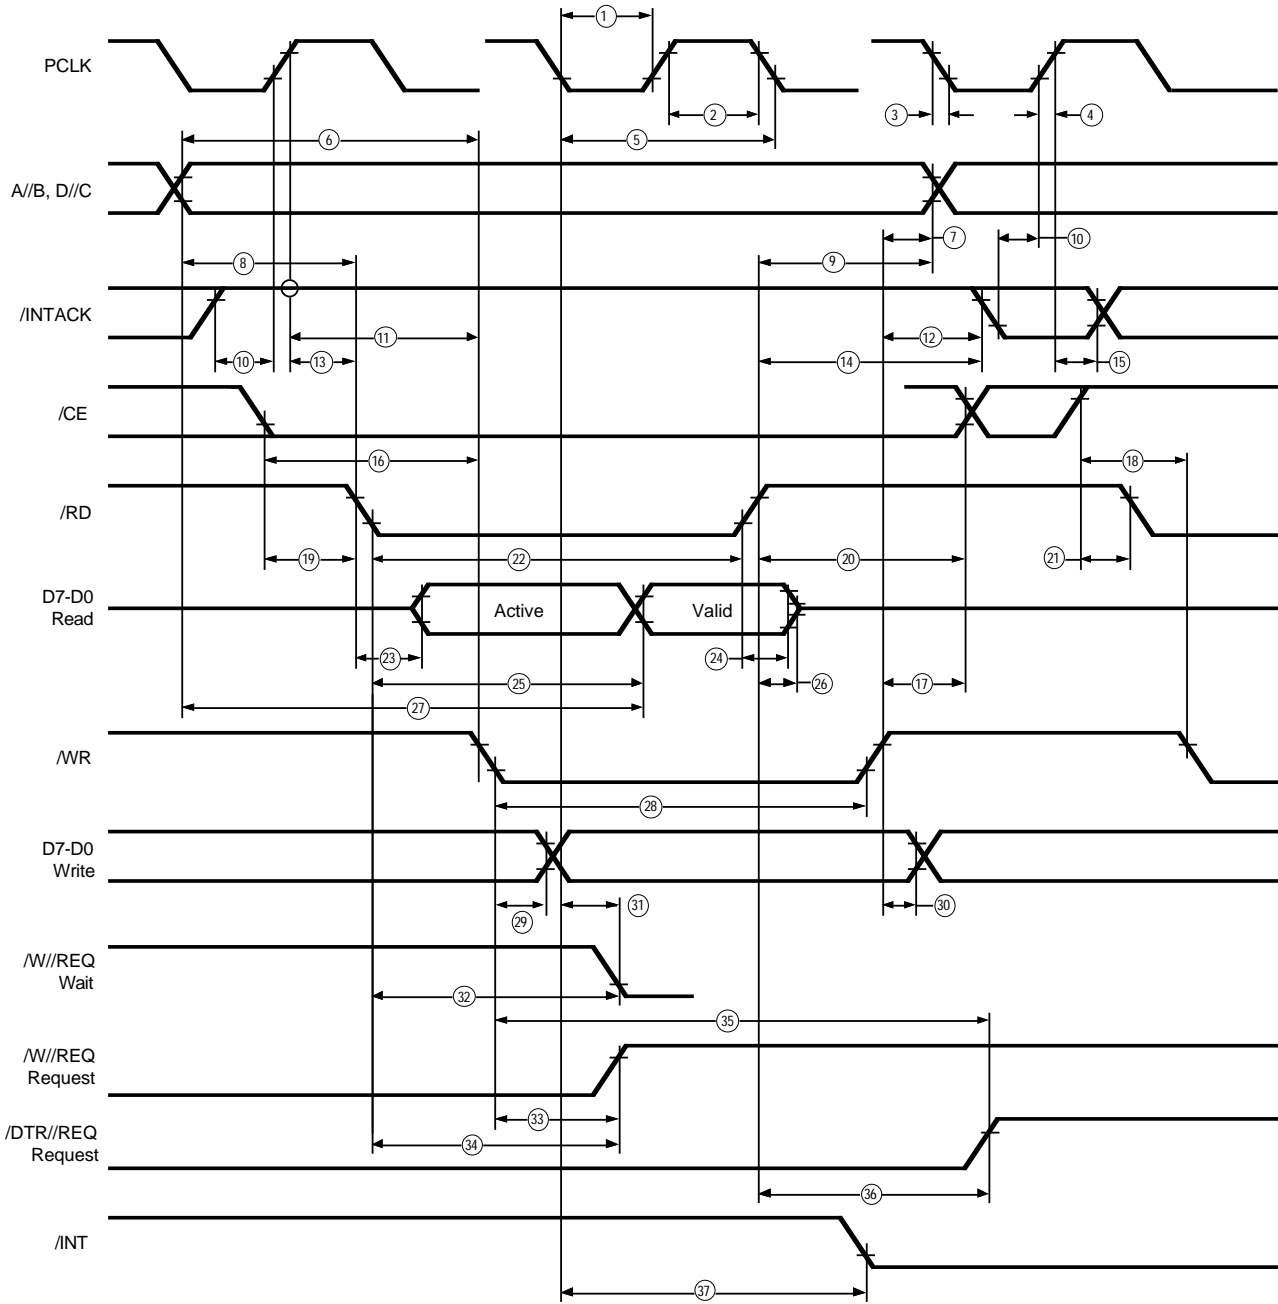 1
PCLK
2
3
4
6
5
A//B, D//C
7
10
8
9
/INTACK
11
12
10
13
14
15
/CE
16
18
/RD
19
22
20
21
D7-D0
Read
Active
Valid
23
24
25
26
17
27
/WR
28
D7-D0
Write
29
31
30
/W//REQ
Wait
32
35
/W//REQ
Request
33
/DTR//REQ
Request
34
36
/INT
37